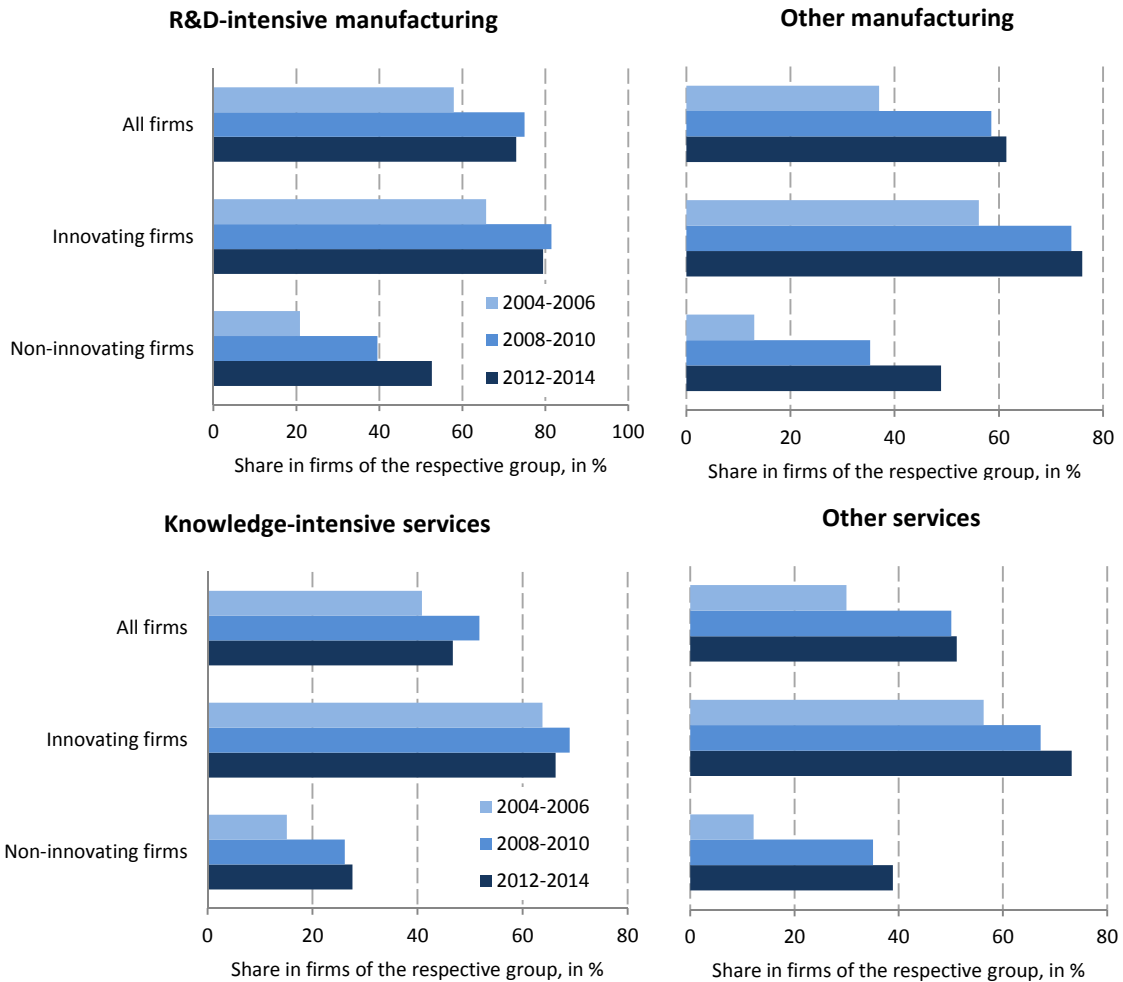 R&D-intensive manufacturing
All firms
Innovating firms
Non-innovating firms
2004-2006
2008-2010
2012-2014
0 20 40 60 80 100
Share in firms of the respective group, in %
Other manufacturing
0 20 40 60 80
Share in firms of the respective group, in %
Knowledge-intensive services
All firms
Innovating firms
Non-innovating firms
2004-2006
2008-2010
2012-2014
0 20 40 60 80
Share in firms of the respective group, in %
Other services
0 20 40 60 80
Share in firms of the respective group, in %